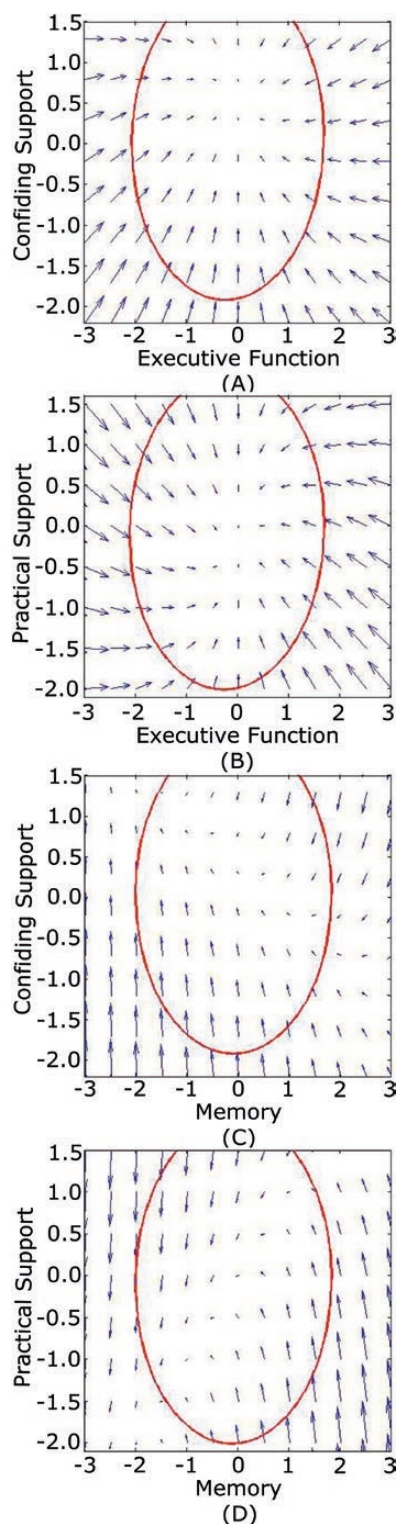 1.5
1.0
0.5
0.0
-0.5
-1.0
-1.5
-2.0
Confiding Support
-3 -2 -1 0 1 2 3
Executive Function
(A)
1.5
1.0
0.5
0.0
-0.5
-1.0
-1.5
-2.0
Practical Support
-3 -2 -1 0 1 2 3
Executive Function
(B)
1.5
1.0
0.5
0.0
-0.5
-1.0
-1.5
-2.0
Confiding Support
-3 -2 -1 0 1 2 3
Memory
(C)
1.5
1.0
0.5
0.0
-0.5
-1.0
-1.5
-2.0
Practical Support
-3 -2 -1 0 1 2 3
Memory
(D)